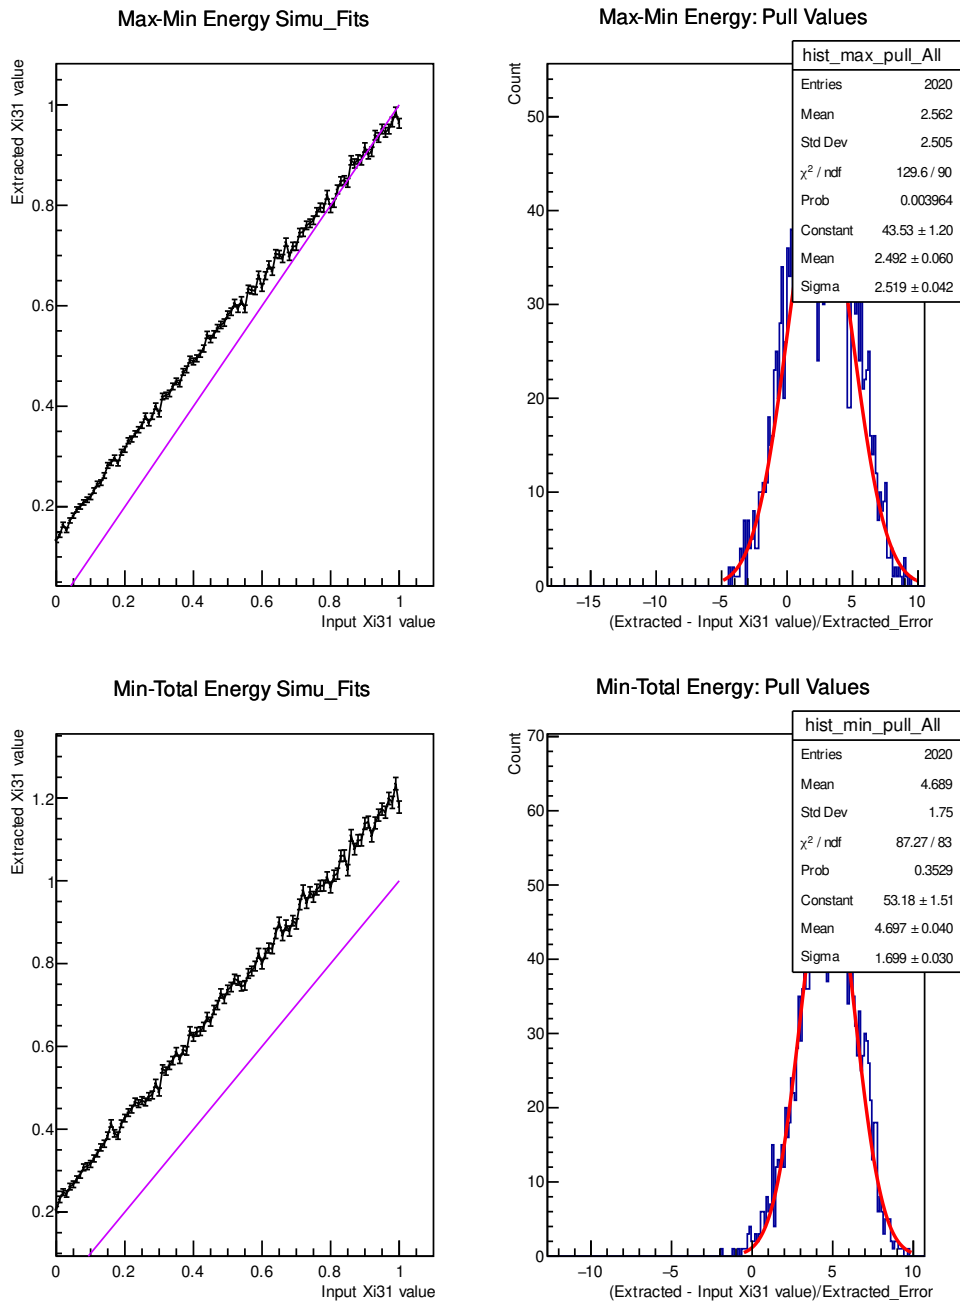 Max-Min Energy Simu_Fits
Extracted Xi31 value
1
0.8
0.6
0.4
0.2
0 0.2 0.4 0.6 0.8 1
Input Xi31 value
Max-Min Energy: Pull Values
Count
50
40
30
20
10
0
−15 −10 −5 0 5 10
(Extracted - Input Xi31 value)/Extracted_Error
hist_max_pull_All
Entries 2020
Mean 2.562
Std Dev 2.505
χ² / ndf 129.6 / 90
Prob 0.003964
Constant 43.53 ± 1.20
Mean 2.492 ± 0.060
Sigma 2.519 ± 0.042
Min-Total Energy Simu_Fits
Extracted Xi31 value
1.2
1
0.8
0.6
0.4
0.2
0 0.2 0.4 0.6 0.8 1
Input Xi31 value
Min-Total Energy: Pull Values
Count
70
60
50
40
30
20
10
0
−10 −5 0 5 10
(Extracted - Input Xi31 value)/Extracted_Error
hist_min_pull_All
Entries 2020
Mean 4.689
Std Dev 1.75
χ² / ndf 87.27 / 83
Prob 0.3529
Constant 53.18 ± 1.51
Mean 4.697 ± 0.040
Sigma 1.699 ± 0.030